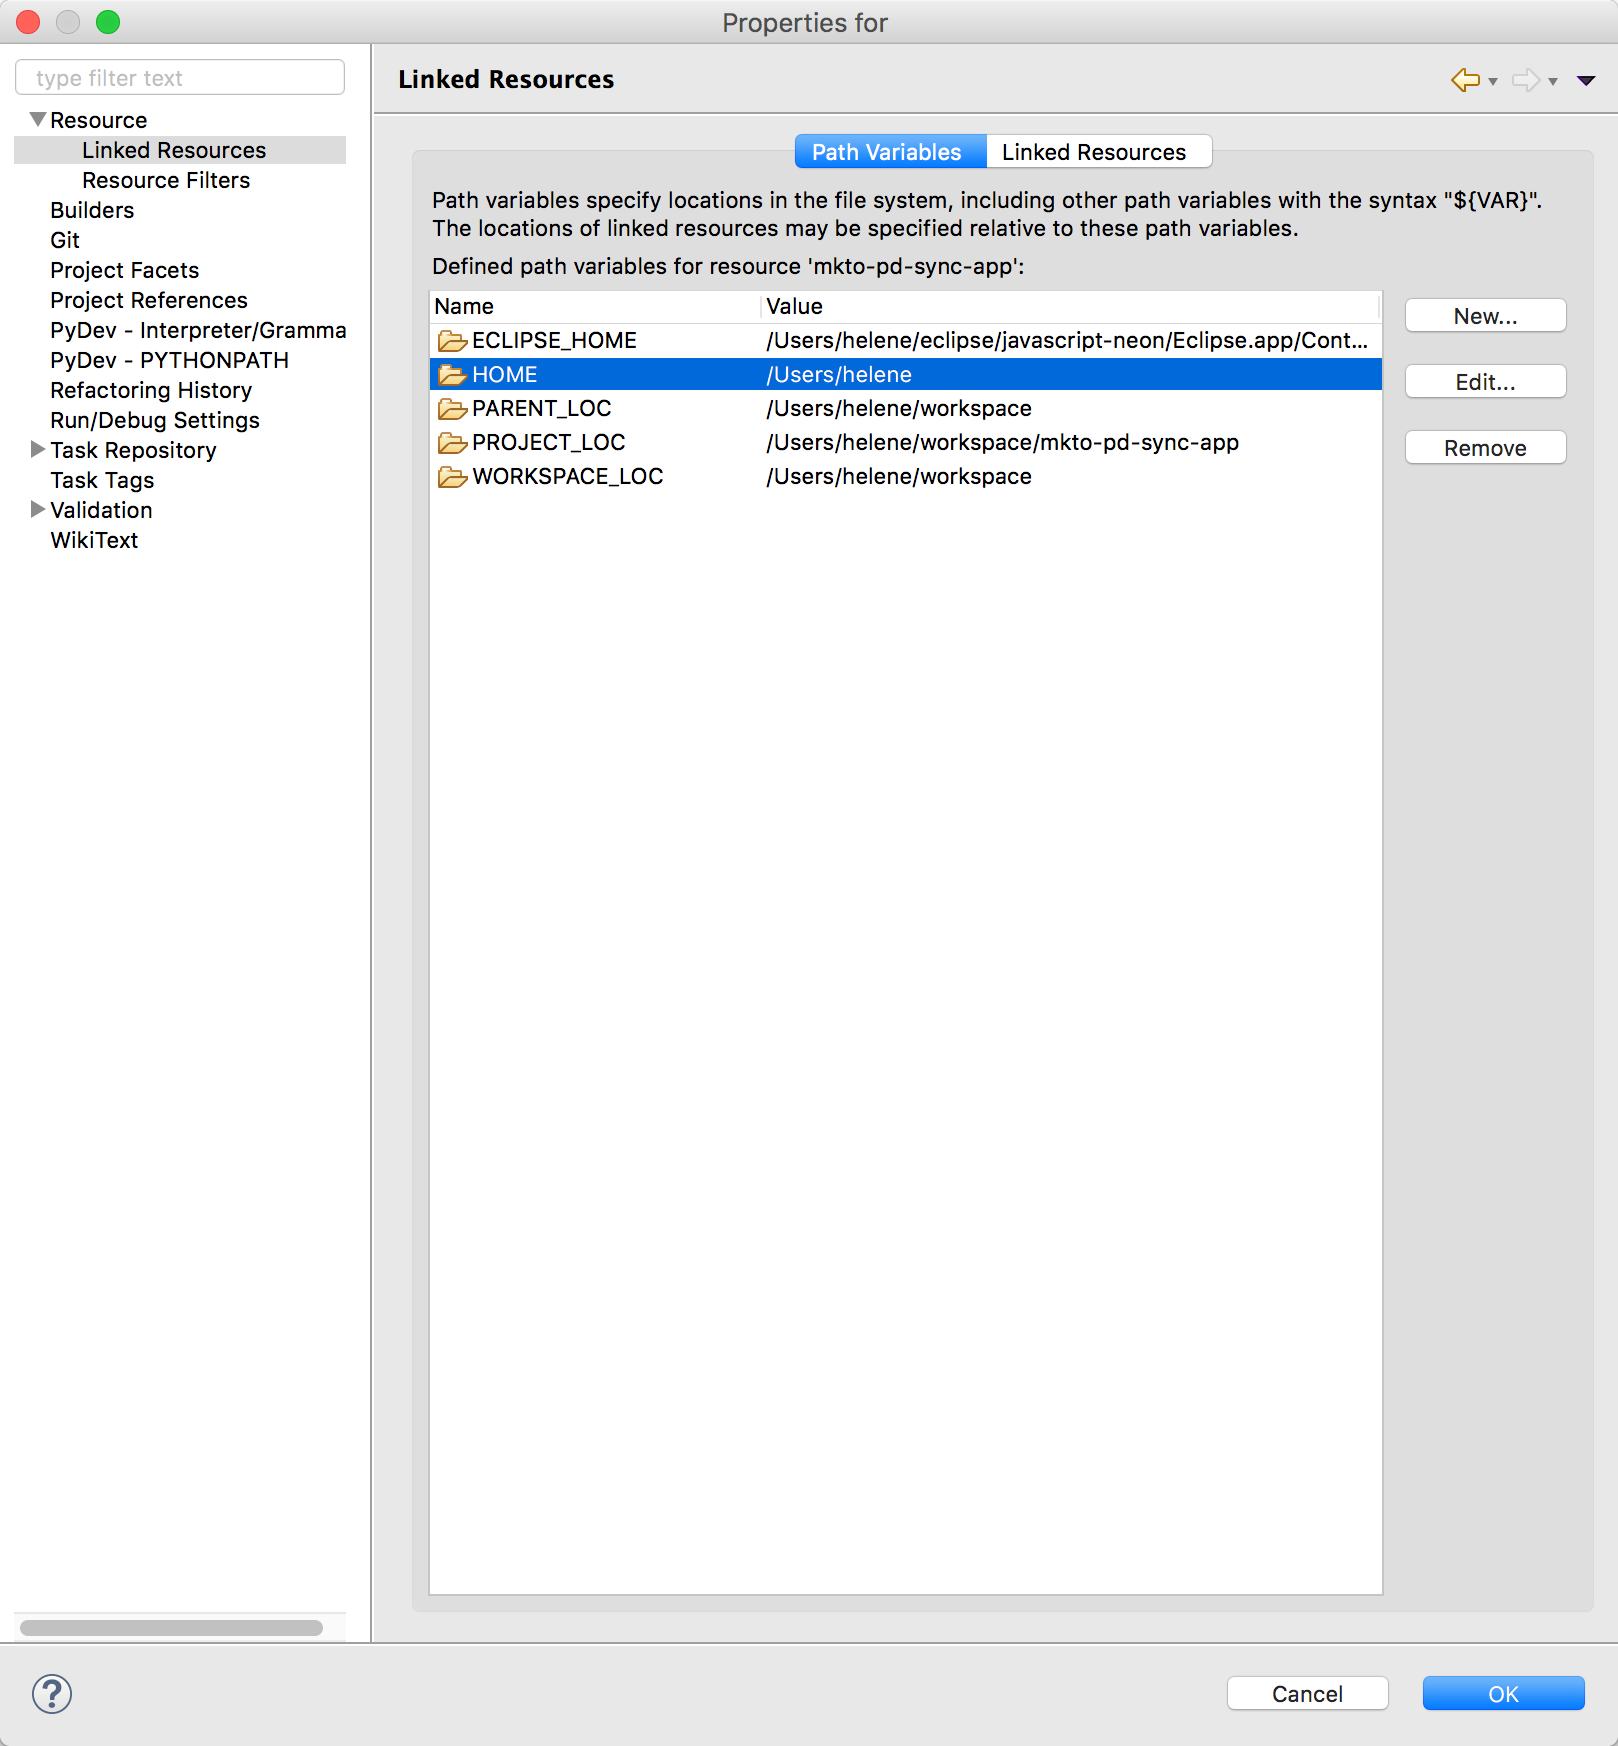 Properties for
type filter text
Resource
Linked Resources
Resource Filters
Builders
Git
Project Facets
Project References
PyDev - Interpreter/Gramma
PyDev - PYTHONPATH
Refactoring History
Run/Debug Settings
Task Repository
Task Tags
Validation
WikiText
Linked Resources
Path Variables Linked Resources
Path variables specify locations in the file system, including other path variables with the syntax "${VAR}".
The locations of linked resources may be specified relative to these path variables.
Defined path variables for resource 'mkto-pd-sync-app':
Name Value
ECLIPSE_HOME /Users/helene/eclipse/javascript-neon/Eclipse.app/Cont...
HOME /Users/helene
PARENT_LOC /Users/helene/workspace
PROJECT_LOC /Users/helene/workspace/mkto-pd-sync-app
WORKSPACE_LOC /Users/helene/workspace
New...
Edit...
Remove
?
Cancel OK